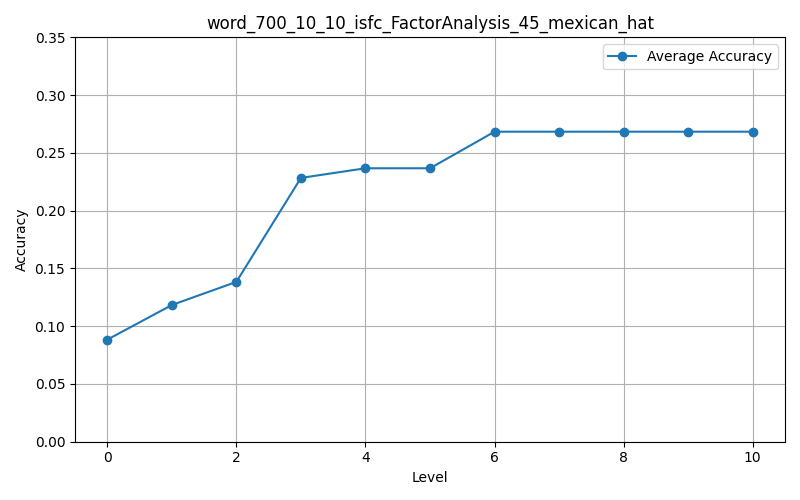 word_700_10_10_isfc_FactorAnalysis_45_mexican_hat
Average Accuracy
0.35
0.30
0.25
0.20
0.15
0.10
0.05
0.00
Accuracy
0 2 4 6 8 10
Level